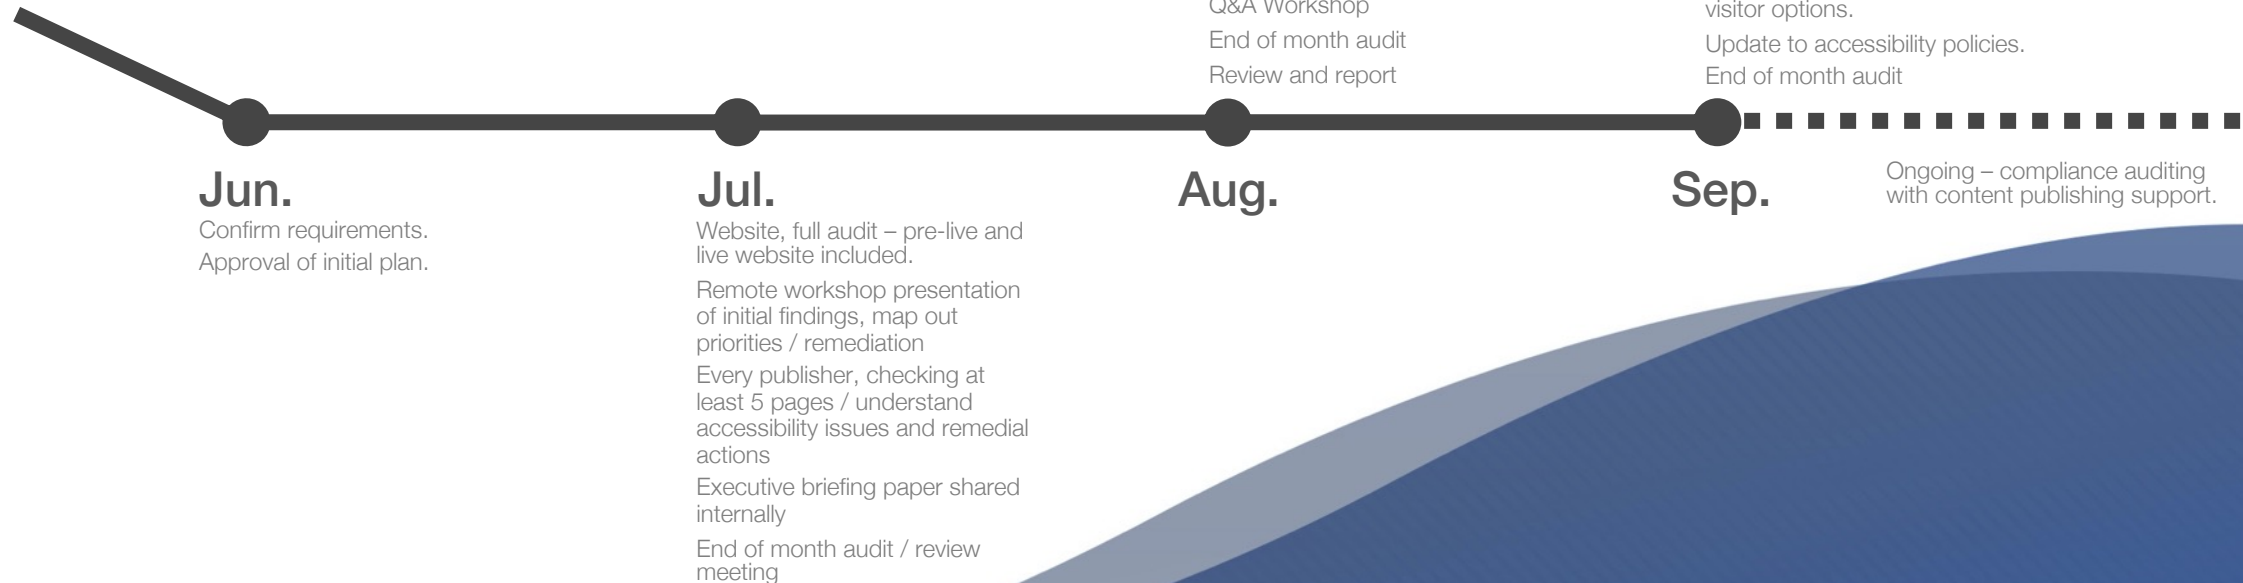 Q&A Workshop
End of month audit
Review and report
visitor options.
Update to accessibility policies.
End of month audit
Jun.
Confirm requirements.
Approval of initial plan.
Jul.
Website, full audit – pre-live and
live website included.
Remote workshop presentation
of initial findings, map out
priorities / remediation
Every publisher, checking at
least 5 pages / understand
accessibility issues and remedial
actions
Executive briefing paper shared
internally
End of month audit / review
meeting
Aug.
Sep.
Ongoing – compliance auditing
with content publishing support.